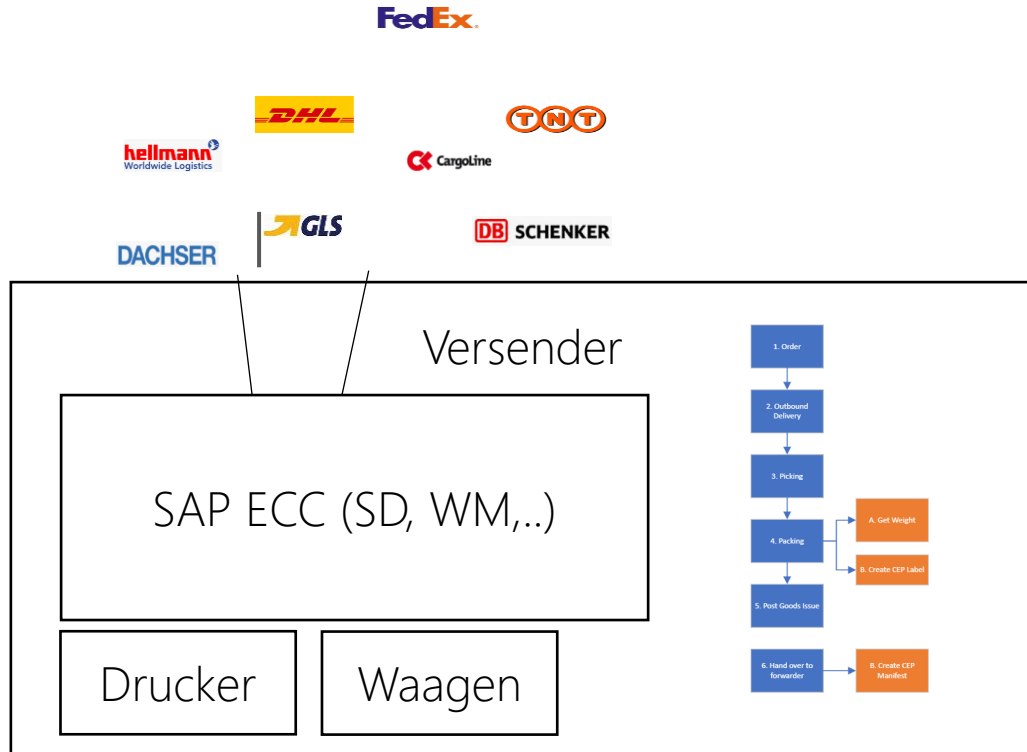 FedEx.
DHL
TNT
hellmann
Worldwide Logistics
CargoLine
GLS
DB SCHENKER
DACHSER
Versender
SAP ECC (SD, WM,..)
Drucker
Waagen
1. Order
2. Outbound
Delivery
3. Picking
4. Packing
A. Get Weight
B. Create CEP Label
5. Post Goods Issue
6. Hand over to
forwarder
B. Create CEP
Manifest